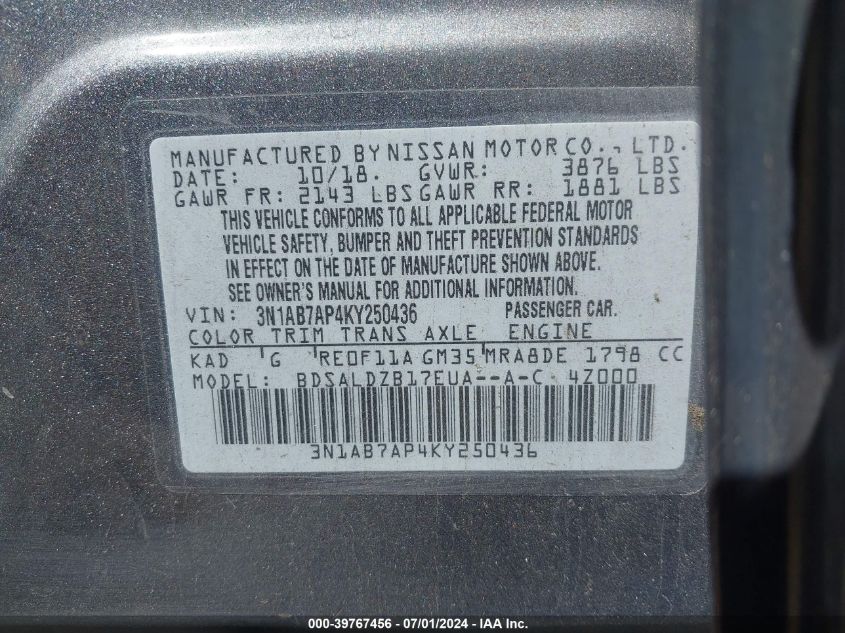 MANUFACTURED BY NISSAN MOTOR CO., LTD.
DATE: 10/18. GVWR: 3876 LBS
GAWR FR: 2143 LBS GAWR RR: 1881 LBS
THIS VEHICLE CONFORMS TO ALL APPLICABLE FEDERAL MOTOR
VEHICLE SAFETY, BUMPER AND THEFT PREVENTION STANDARDS
IN EFFECT ON THE DATE OF MANUFACTURE SHOWN ABOVE.
SEE OWNER'S MANUAL FOR ADDITIONAL INFORMATION.
VIN: 3N1AB7AP4KY250436 PASSENGER CAR.
COLOR TRIM TRANS AXLE ENGINE
KAD G RE0F11A GM35 MRA8DE 1798 CC
MODEL: BDSALDZB17EUA--A-C 4Z000
3N1AB7AP4KY250436
000-39767456 - 07/01/2024 - IAA Inc.